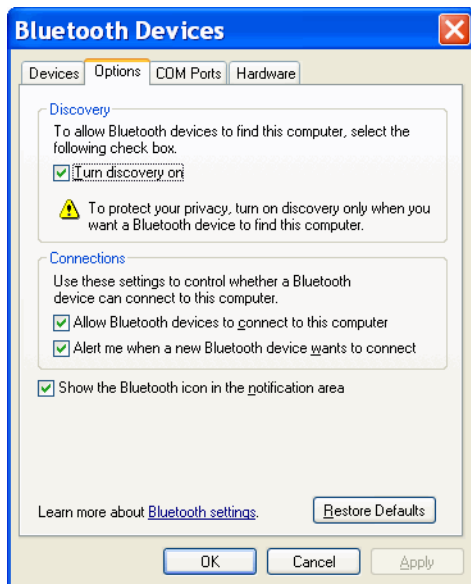 Bluetooth Devices
Devices Options COM Ports Hardware
Discovery
To allow Bluetooth devices to find this computer, select the
following check box.
Turn discovery on
To protect your privacy, turn on discovery only when you
want a Bluetooth device to find this computer.
Connections
Use these settings to control whether a Bluetooth
device can connect to this computer.
Allow Bluetooth devices to connect to this computer
Alert me when a new Bluetooth device wants to connect
Show the Bluetooth icon in the notification area
Learn more about Bluetooth settings.
Restore Defaults
OK Cancel Apply